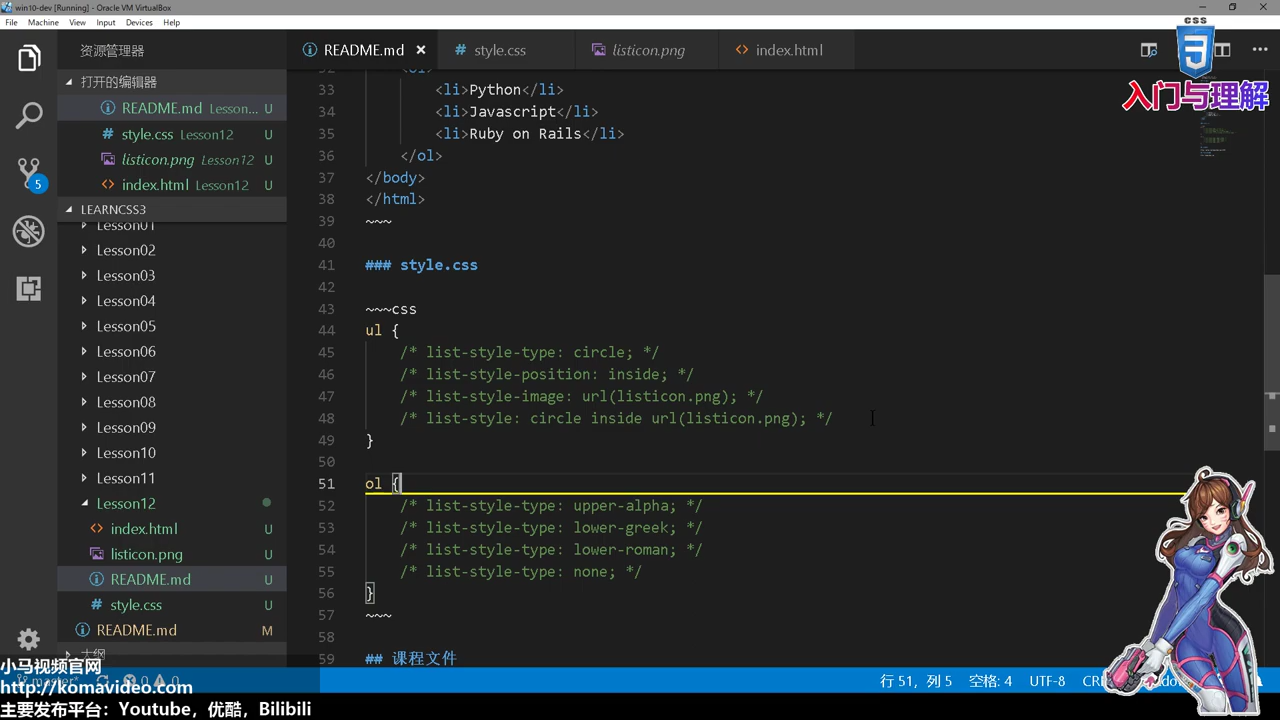 win10-dev [Running] - Oracle VM VirtualBox
File Machine View Input Devices Help
资源管理器
README.md
style.css
listicon.png
index.html
css
入门与理解
打开的编辑器
README.md Lesson... U
style.css Lesson12 U
listicon.png Lesson12 U
index.html Lesson12 U
LEARNCSS3
Lesson01
Lesson02
Lesson03
Lesson04
Lesson05
Lesson06
Lesson07
Lesson08
Lesson09
Lesson10
Lesson11
Lesson12
index.html U
listicon.png U
README.md U
style.css U
README.md M
大纲
5
33 <li>Python</li>
34 <li>Javascript</li>
35 <li>Ruby on Rails</li>
36 </ol>
37 </body>
38 </html>
39 ~~~
40
41 ### style.css
42
43 ~~~css
44 ul {
45 /* list-style-type: circle; */
46 /* list-style-position: inside; */
47 /* list-style-image: url(listicon.png); */
48 /* list-style: circle inside url(listicon.png); */
49 }
50
51 ol {
52 /* list-style-type: upper-alpha; */
53 /* list-style-type: lower-greek; */
54 /* list-style-type: lower-roman; */
55 /* list-style-type: none; */
56 }
57 ~~~
58
59 ## 课程文件
小马视频官网
http://komavideo.com
主要发布平台：Youtube，优酷，Bilibili
行 51，列 5 空格: 4 UTF-8